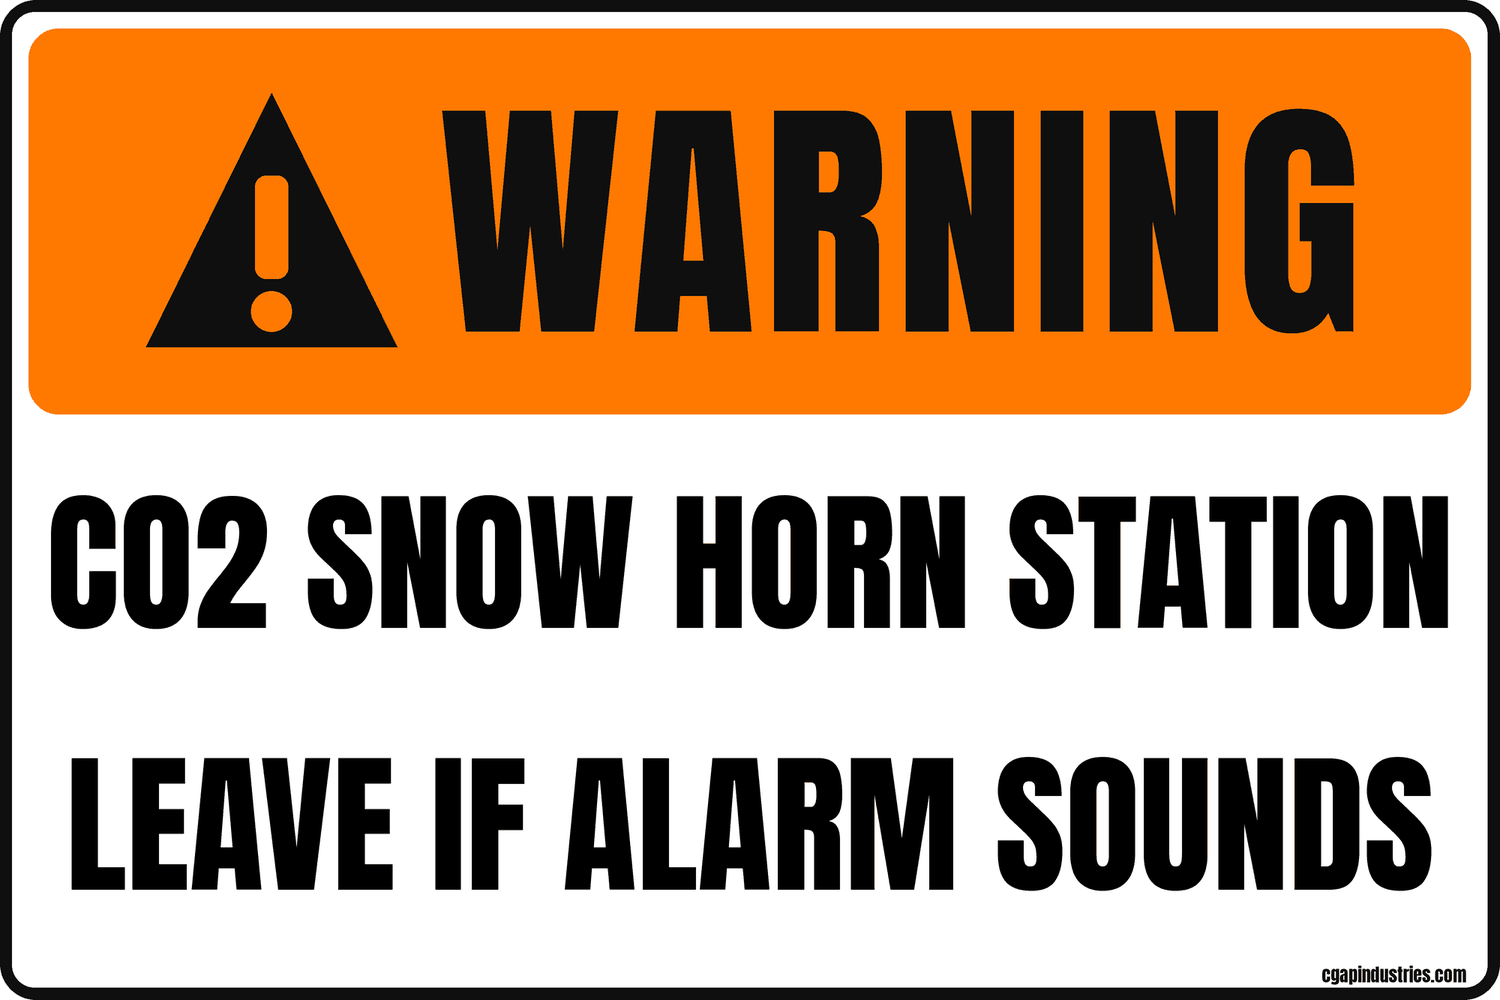 WARNING
CO2 SNOW HORN STATION
LEAVE IF ALARM SOUNDS
cgapindustries.com